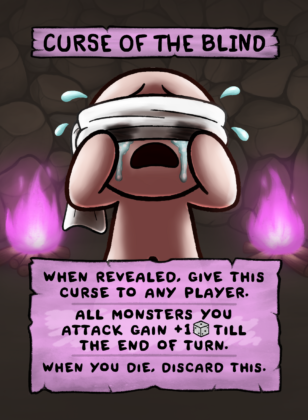 CURSE OF THE BLIND
WHEN REVEALED, GIVE THIS
CURSE TO ANY PLAYER.
ALL MONSTERS YOU
ATTACK GAIN +1 TILL
THE END OF TURN.
WHEN YOU DIE, DISCARD THIS.